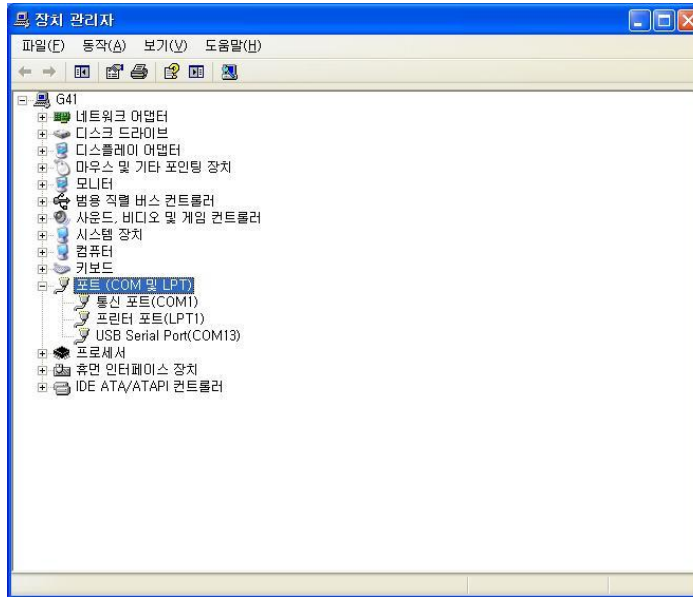 장치 관리자
파일(F) 동작(A) 보기(V) 도움말(H)
G41
네트워크 어댑터
디스크 드라이브
디스플레이 어댑터
마우스 및 기타 포인팅 장치
모니터
범용 직렬 버스 컨트롤러
사운드, 비디오 및 게임 컨트롤러
시스템 장치
컴퓨터
키보드
포트 (COM 및 LPT)
통신 포트(COM1)
프린터 포트(LPT1)
USB Serial Port(COM13)
프로세서
휴먼 인터페이스 장치
IDE ATA/ATAPI 컨트롤러